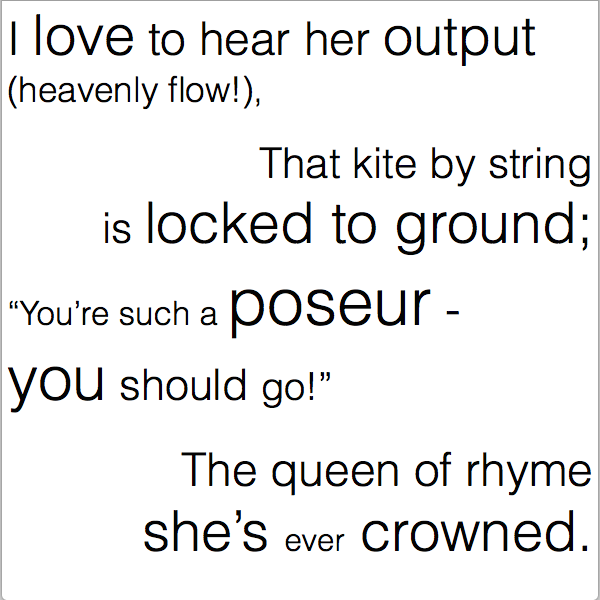 I love to hear her output
(heavenly flow!),
That kite by string
is locked to ground;
“You’re such a poseur -
you should go!”
The queen of rhyme
she’s ever crowned.